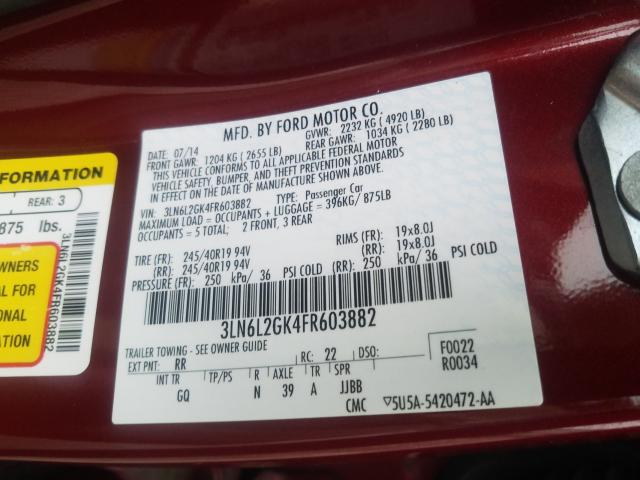 MFD. BY FORD MOTOR CO.
DATE: 07/14 GVWR: 2232 KG ( 4920 LB)
FRONT GAWR: 1204 KG ( 2655 LB) REAR GAWR: 1034 KG ( 2280 LB)
THIS VEHICLE CONFORMS TO ALL APPLICABLE FEDERAL MOTOR
VEHICLE SAFETY, BUMPER, AND THEFT PREVENTION STANDARDS
IN EFFECT ON THE DATE OF MANUFACTURE SHOWN ABOVE.
VIN: 3LN6L2GK4FR603882 TYPE: Passenger Car
MAXIMUM LOAD = OCCUPANTS + LUGGAGE = 396KG/ 875LB
OCCUPANTS = 5 TOTAL; 2 FRONT, 3 REAR
TIRE (FR): 245/40R19 94V RIMS (FR): 19x8.0J
(RR): 245/40R19 94V (RR): 19x8.0J
PRESSURE (FR): 250 kPa/ 36 PSI COLD (RR): 250 kPa/ 36 PSI COLD
3LN6L2GK4FR603882
TRAILER TOWING - SEE OWNER GUIDE
EXT PNT: RR RC: 22 DSO: F0022
R0034
INT TR TP/PS R AXLE TR SPR
GQ N 39 A JJBB
CMC ▽5U5A-5420472-AA
FORMATION
REAR: 3
875 lbs.
WNERS
AL FOR
ONAL
ATION
3LN6L2GK4FR603882